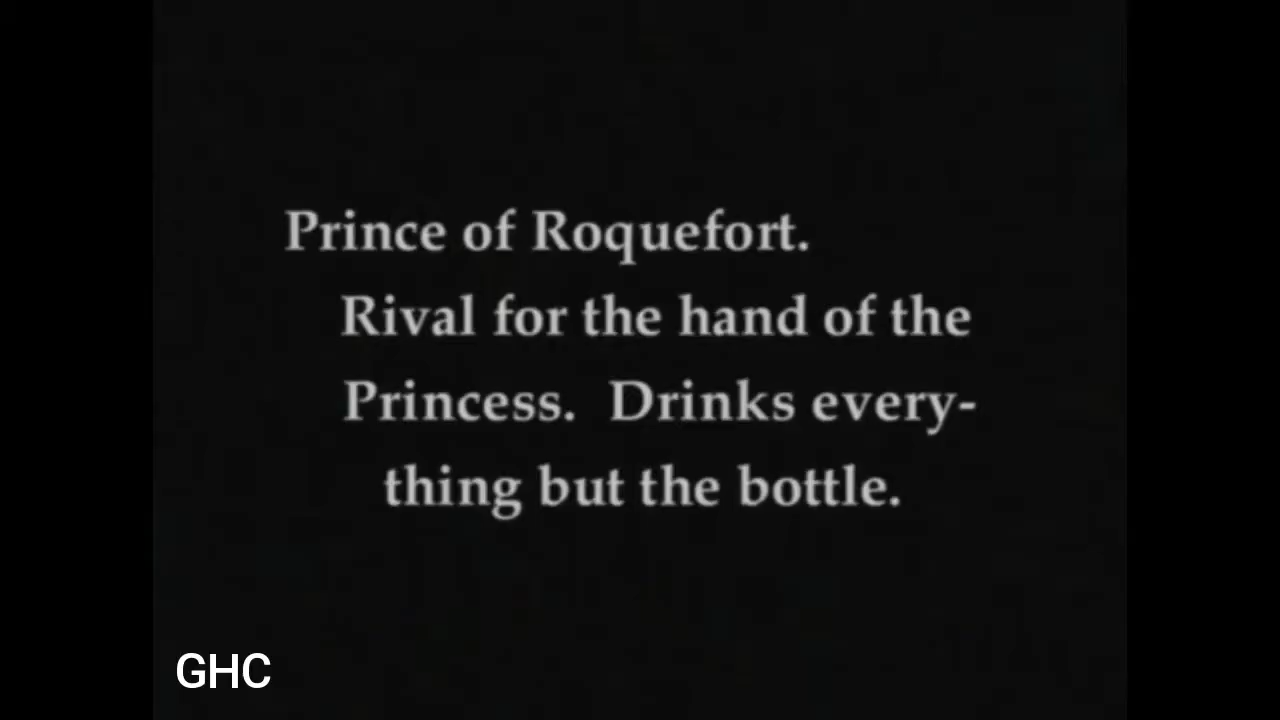 Prince of Roquefort.
Rival for the hand of the
Princess. Drinks every-
thing but the bottle.
GHC